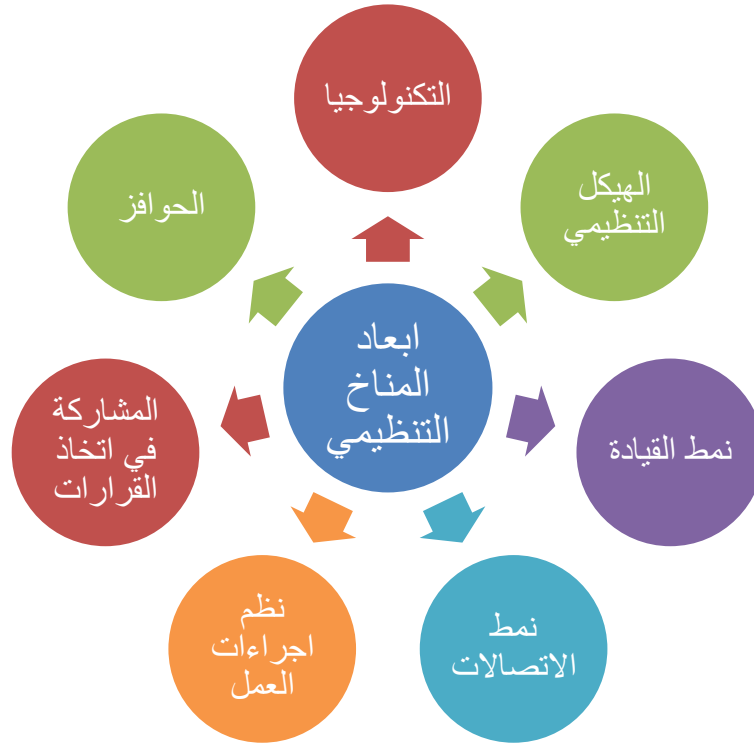 التكنولوجيا
الهيكل
التنظيمي
نمط القيادة
نمط
الاتصالات
نظم
اجراءات
العمل
المشاركة
في اتخاذ
القرارات
الحوافز
ابعاد
المناخ
التنظيمي